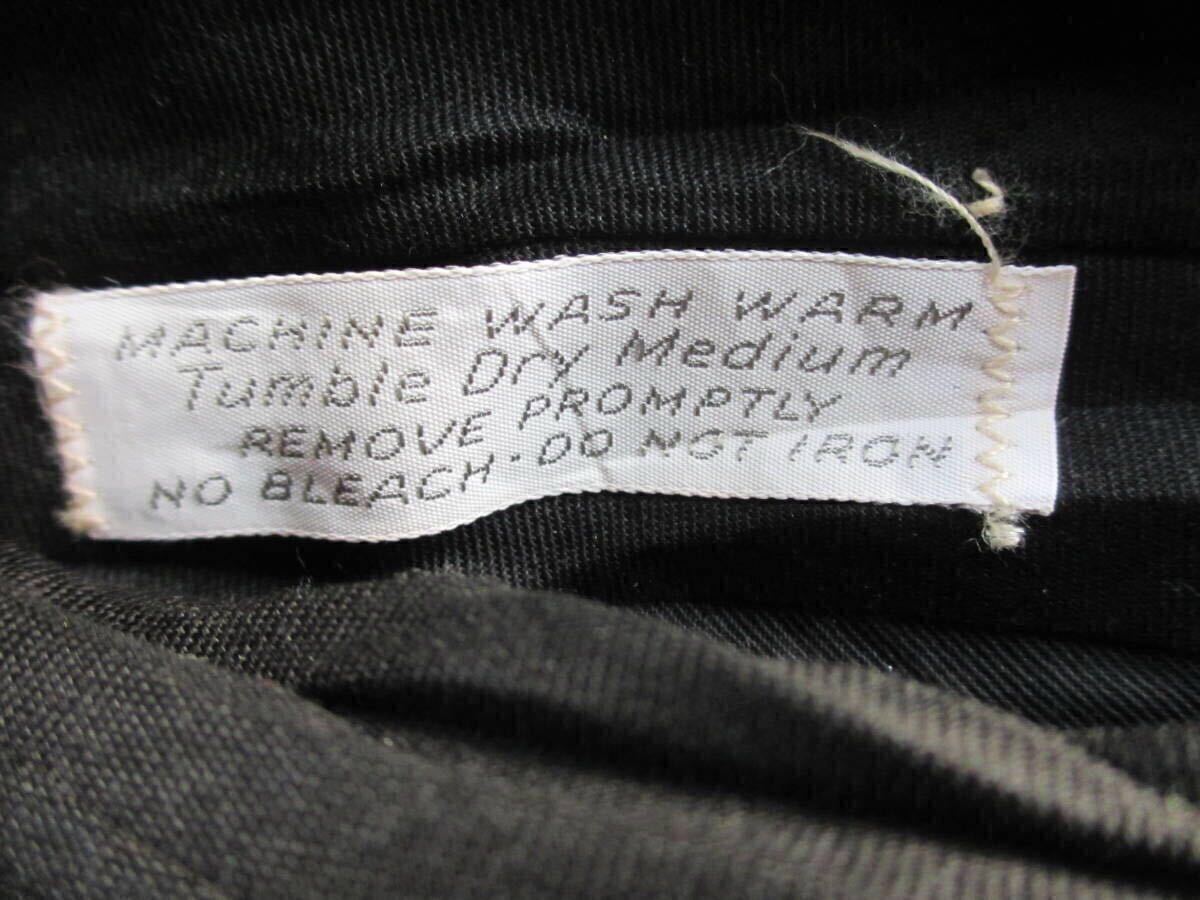 MACHINE WASH WARM
Tumble Dry Medium
REMOVE PROMPTLY
NO BLEACH · DO NOT IRON